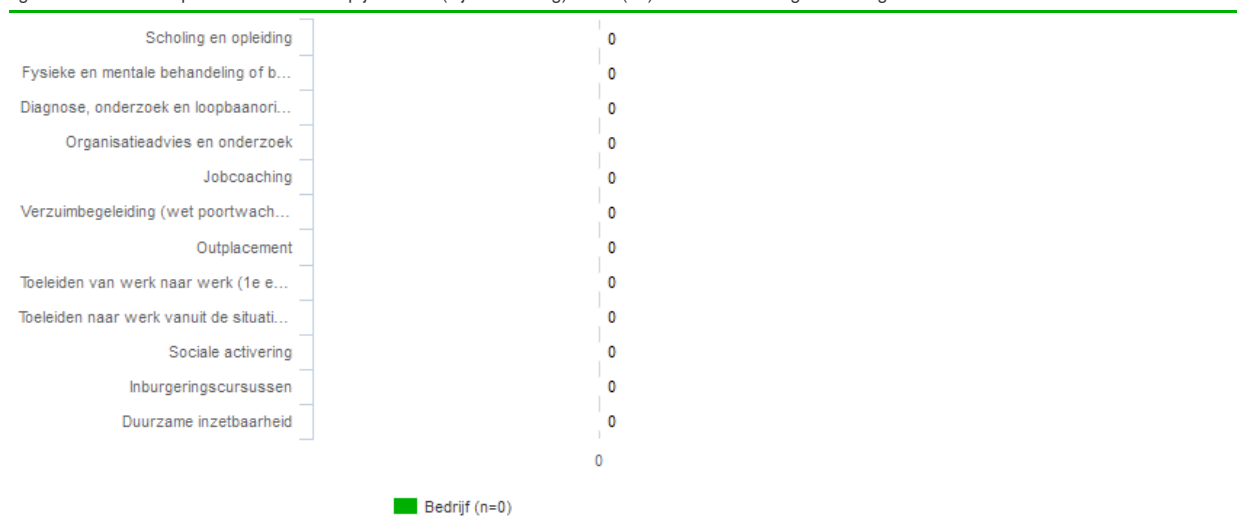 Scholing en opleiding 0
Fysieke en mentale behandeling of b... 0
Diagnose, onderzoek en loopbaanori... 0
Organisatieadvies en onderzoek 0
Jobcoaching 0
Verzuimbegeleiding (wet poortwach... 0
Outplacement 0
Toeleiden van werk naar werk (1e e... 0
Toeleiden naar werk vanuit de situati... 0
Sociale activering 0
Inburgeringscursussen 0
Duurzame inzetbaarheid 0
0
Bedrijf (n=0)